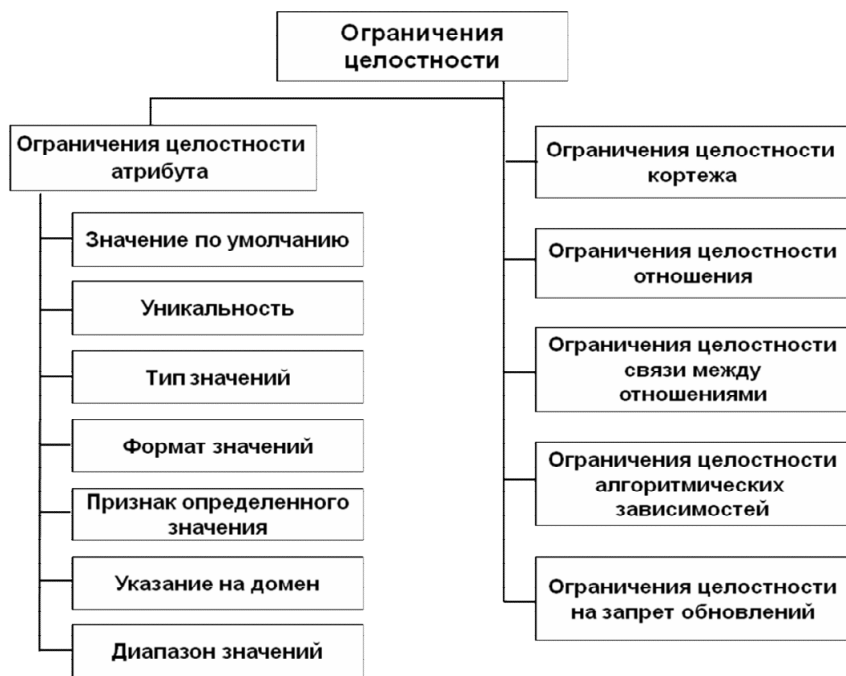 Ограничения
целостности
Ограничения целостности
атрибута
Значение по умолчанию
Уникальность
Тип значений
Формат значений
Признак определенного
значения
Указание на домен
Диапазон значений
Ограничения целостности
кортежа
Ограничения целостности
отношения
Ограничения целостности
связи между
отношениями
Ограничения целостности
алгоритмических
зависимостей
Ограничения целостности
на запрет обновлений